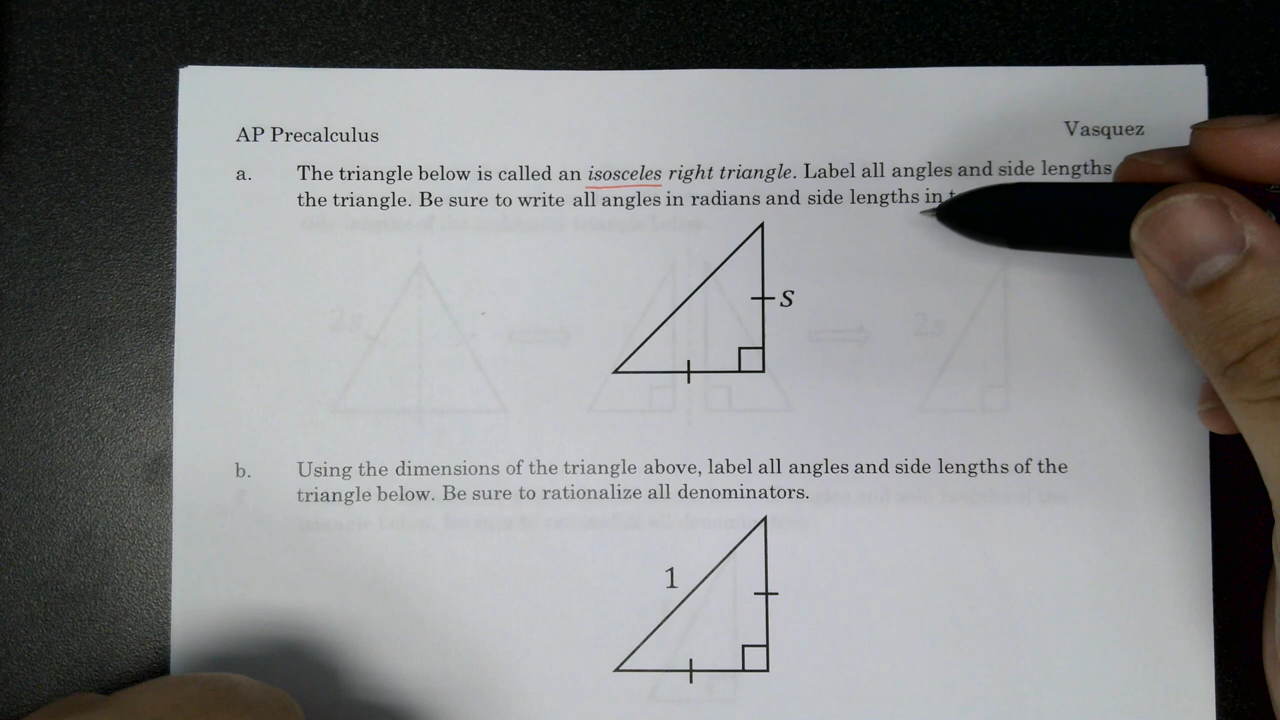 AP Precalculus
Vasquez
a. The triangle below is called an isosceles right triangle. Label all angles and side lengths
the triangle. Be sure to write all angles in radians and side lengths in
s
b. Using the dimensions of the triangle above, label all angles and side lengths of the
triangle below. Be sure to rationalize all denominators.
1